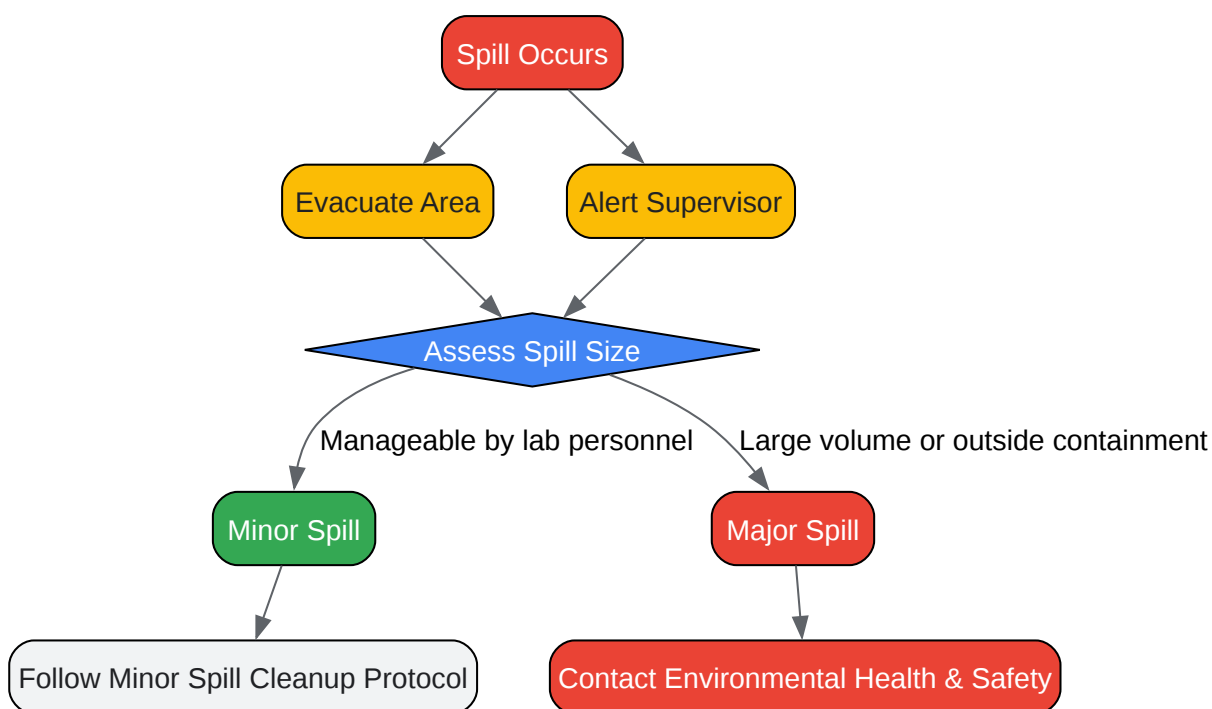 Spill Occurs
Evacuate Area
Alert Supervisor
Assess Spill Size
Manageable by lab personnel
Large volume or outside containment
Minor Spill
Major Spill
Follow Minor Spill Cleanup Protocol
Contact Environmental Health & Safety